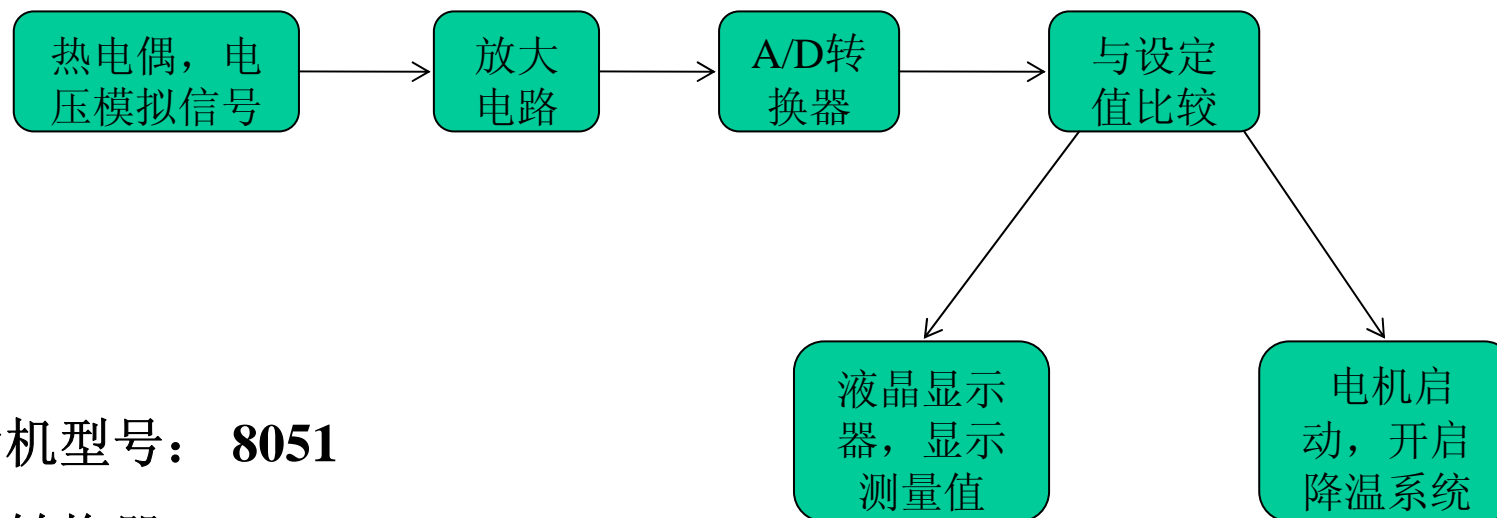 热电偶，电
压模拟信号
放大
电路
A/D转
换器
与设定
值比较
液晶显示
器，显示
测量值
电机启
动，开启
降温系统
机型号： 8051